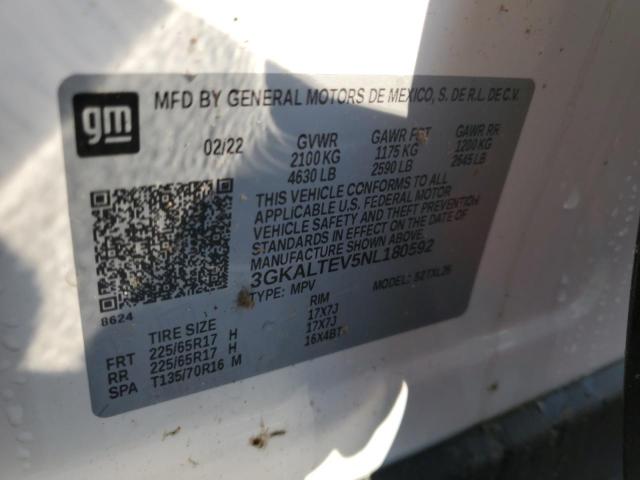 gm
MFD BY GENERAL MOTORS DE MEXICO, S. DE R.L. DE C.V.
02/22 GVWR GAWR FRT GAWR RR
2100 KG 1175 KG 1200 KG
4630 LB 2590 LB 2645 LB
THIS VEHICLE CONFORMS TO ALL
APPLICABLE U.S. FEDERAL MOTOR
VEHICLE SAFETY AND THEFT PREVENTION
STANDARDS IN EFFECT ON THE DATE OF
MANUFACTURE SHOWN ABOVE.
3GKALTEV5NL180592
TYPE: MPV MODEL:
8624
TIRE SIZE RIM
FRT 225/65R17 H 17X7J
RR 225/65R17 H 17X7J
SPA T135/70R16 M 16X4BT